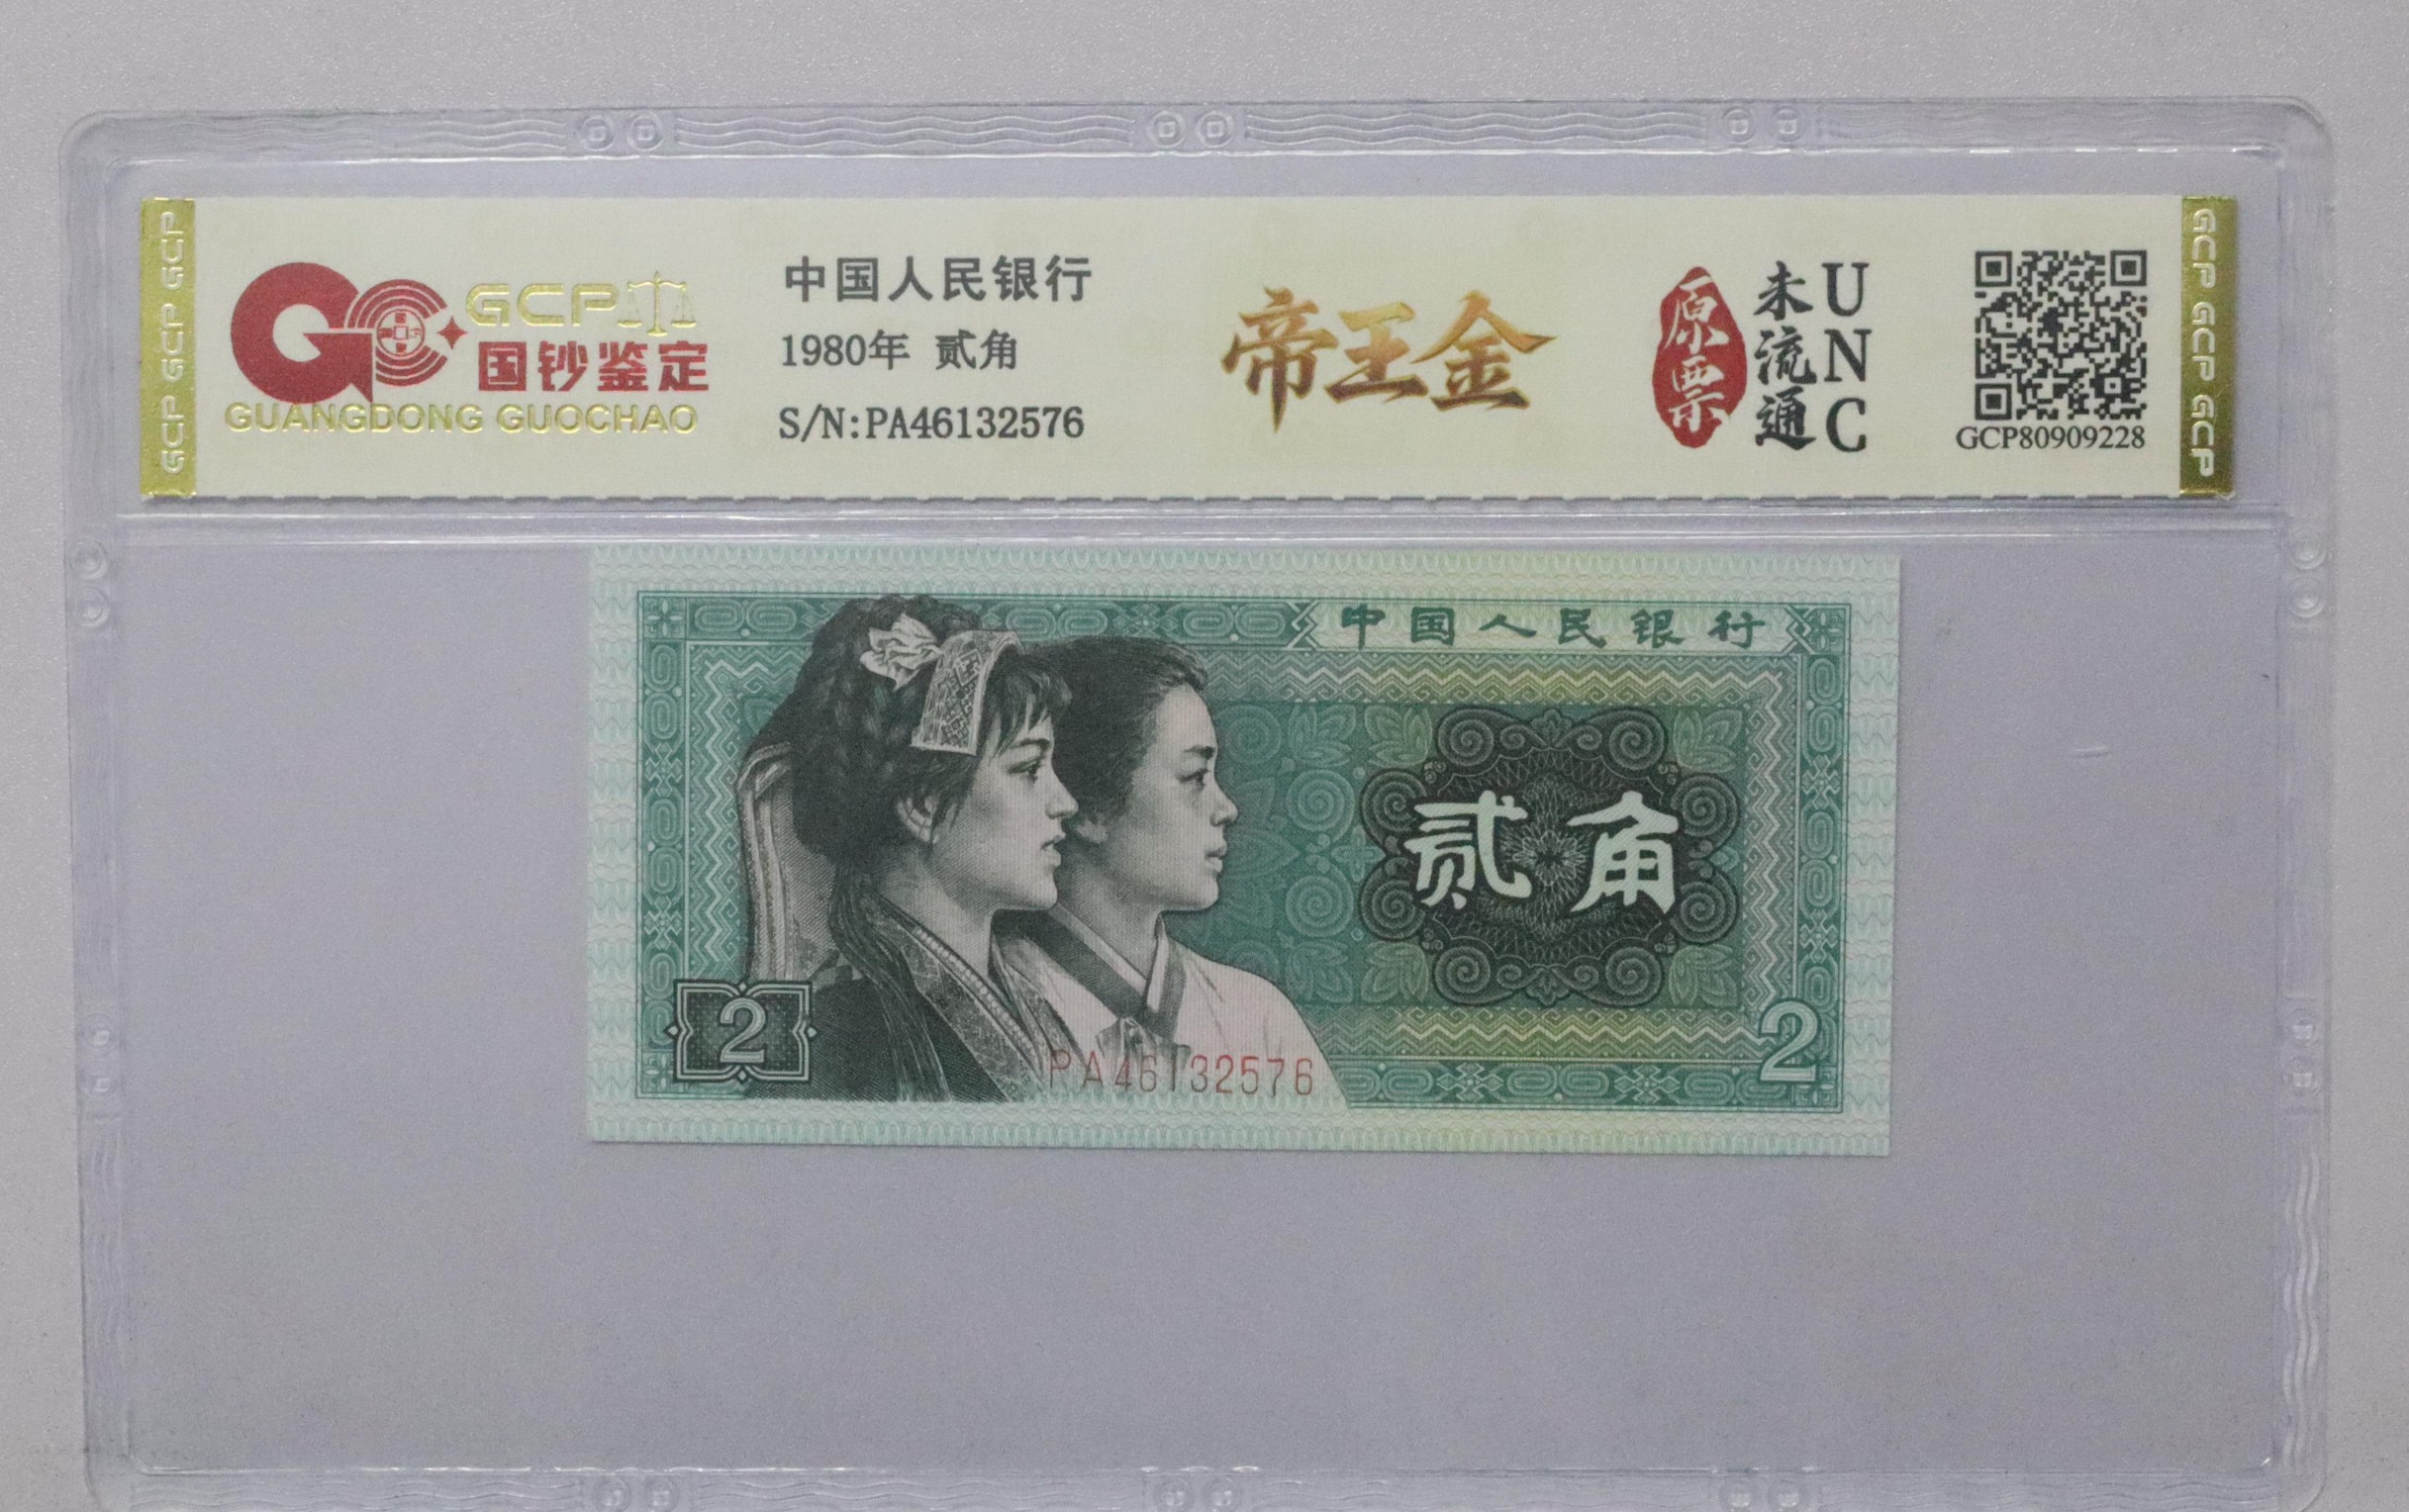 GCP GCP GCP
GCP
国钞鉴定
GUANGDONG GUOCHAO
中国人民银行
1980年 贰角
S/N:PA46132576
帝王金
原票
未流通
UNC
GCP80909228
GCP GCP GCP
中国人民银行
贰角
2
PA46132576
2